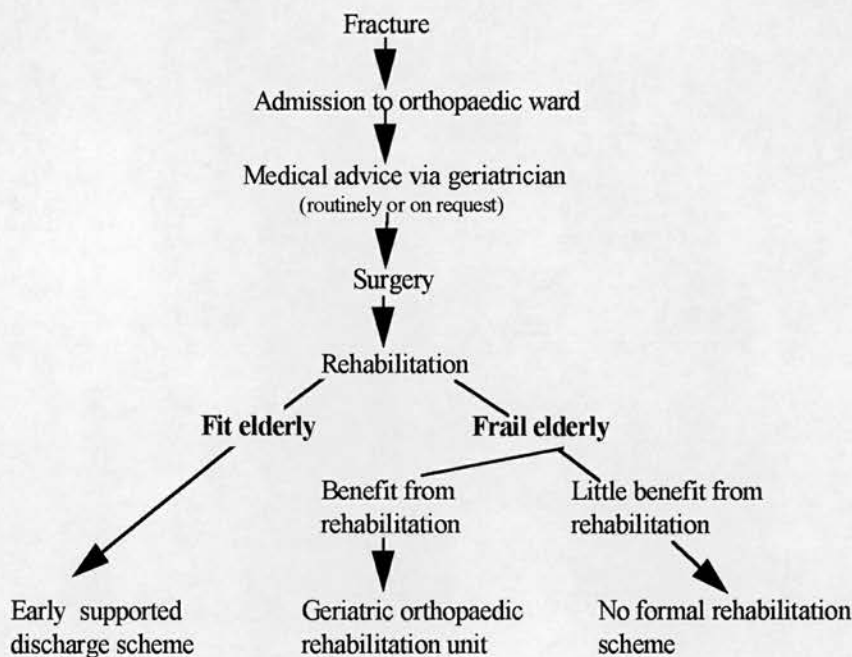 Fracture
Admission to orthopaedic ward
Medical advice via geriatrician
(routinely or on request)
Surgery
Rehabilitation
Fit elderly
Frail elderly
Benefit from
rehabilitation
Little benefit from
rehabilitation
Early supported
discharge scheme
Geriatric orthopaedic
rehabilitation unit
No formal rehabilitation
scheme